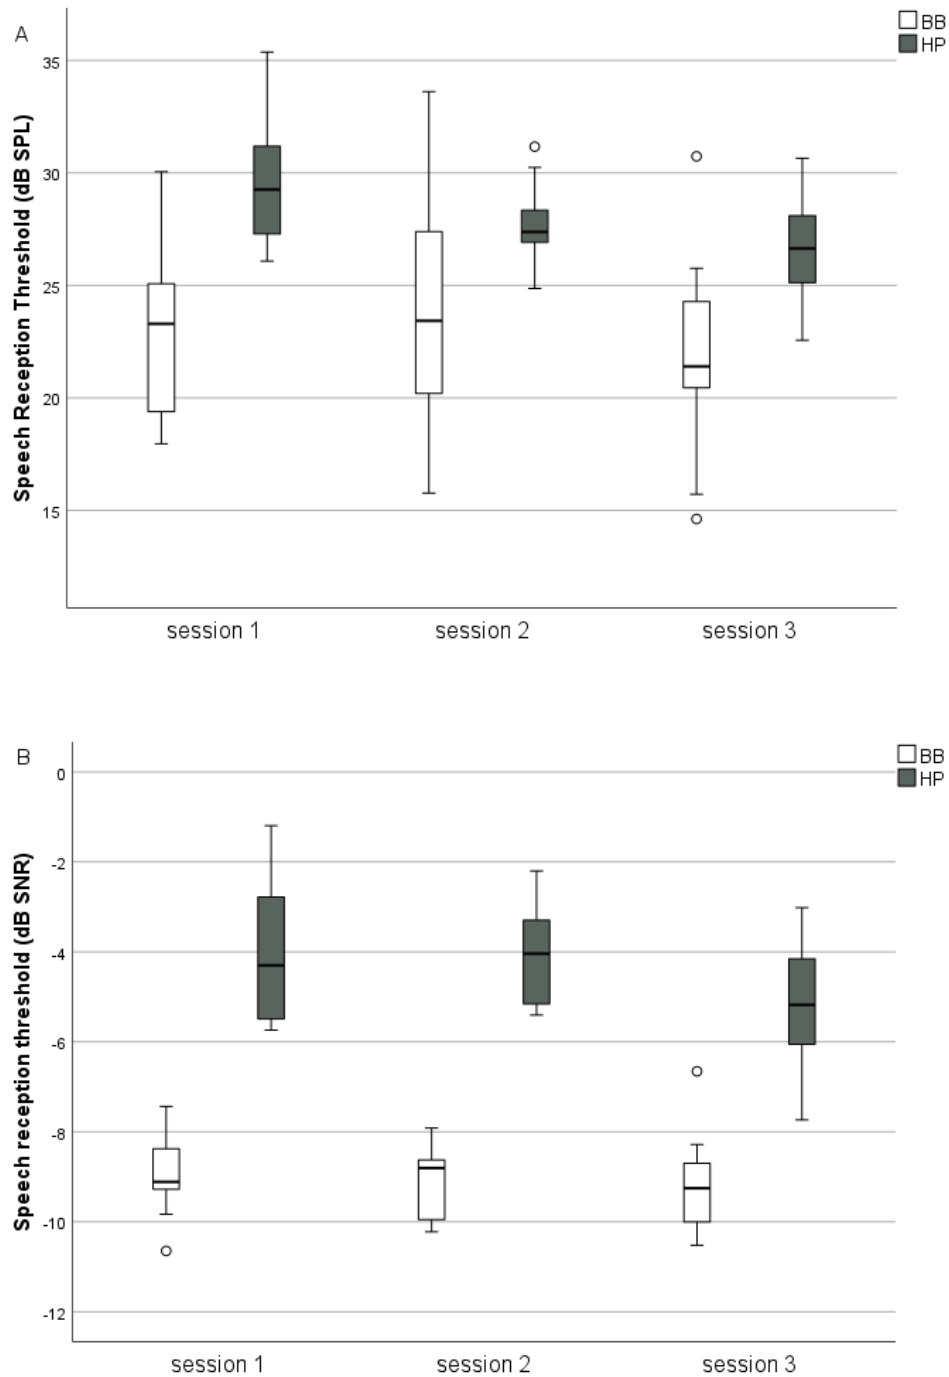 A
BB
HP
Speech Reception Threshold (dB SPL)
35
30
25
20
15
session 1 session 2 session 3
B
BB
HP
Speech reception threshold (dB SNR)
0
-2
-4
-6
-8
-10
-12
session 1 session 2 session 3